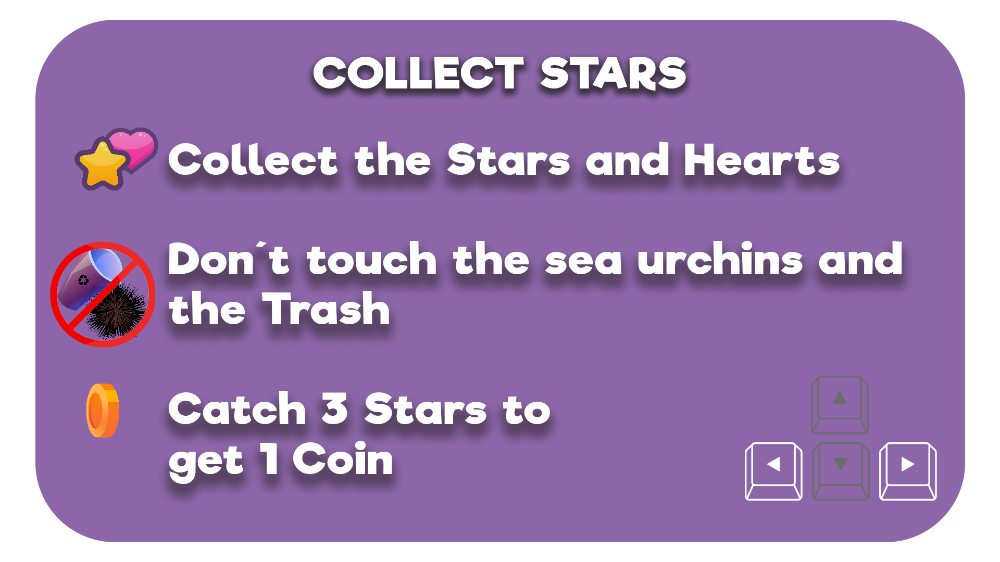 COLLECT STARS
Collect the Stars and Hearts
Don´t touch the sea urchins and
the Trash
Catch 3 Stars to
get 1 Coin